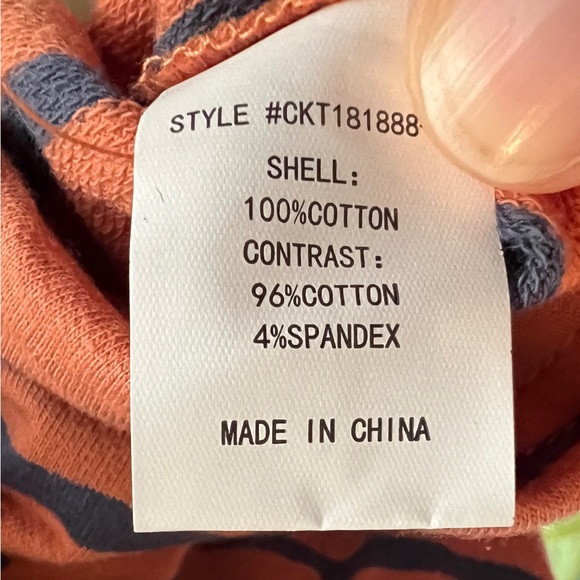 STYLE #CKT181888-
SHELL:
100%COTTON
CONTRAST:
96%COTTON
4%SPANDEX
MADE IN CHINA